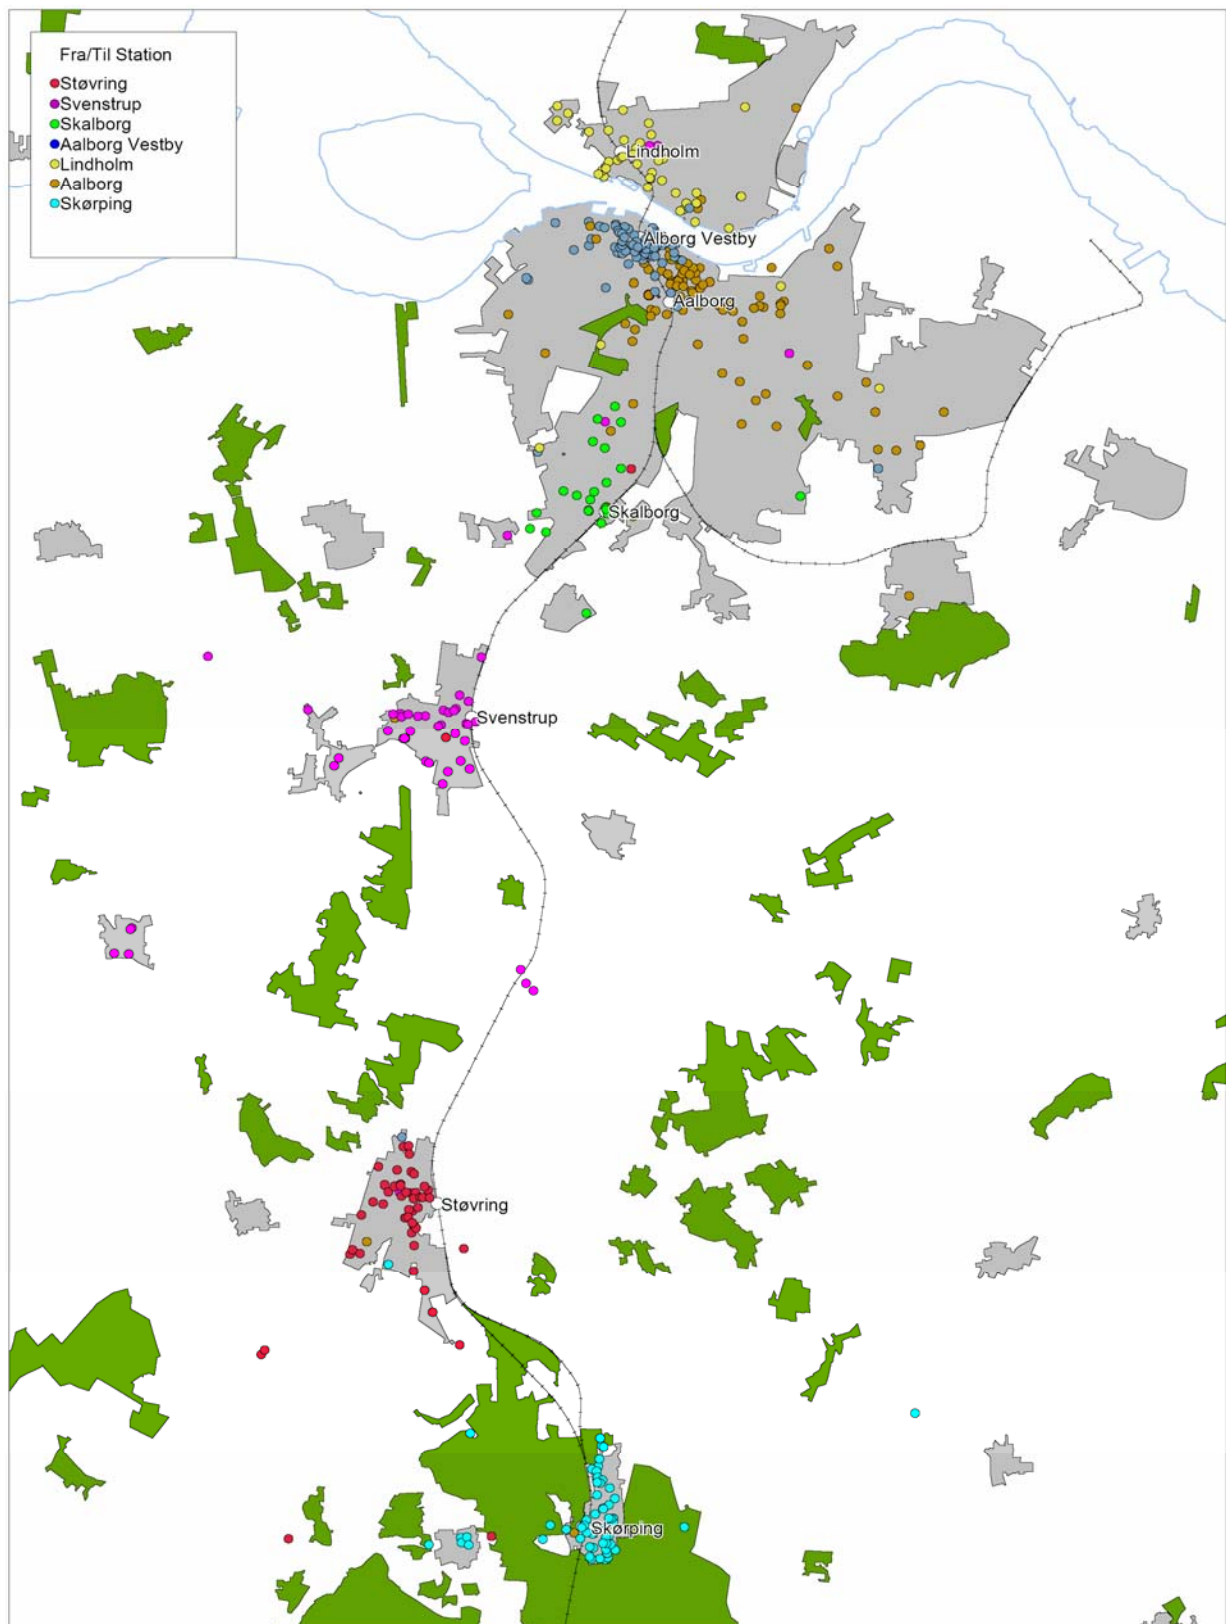 Fra/Til Station
Støvring
Svenstrup
Skalborg
Aalborg Vestby
Lindholm
Aalborg
Skørping
Lindholm
Alborg Vestby
Aalborg
Skalborg
Svenstrup
Støvring
Skørping